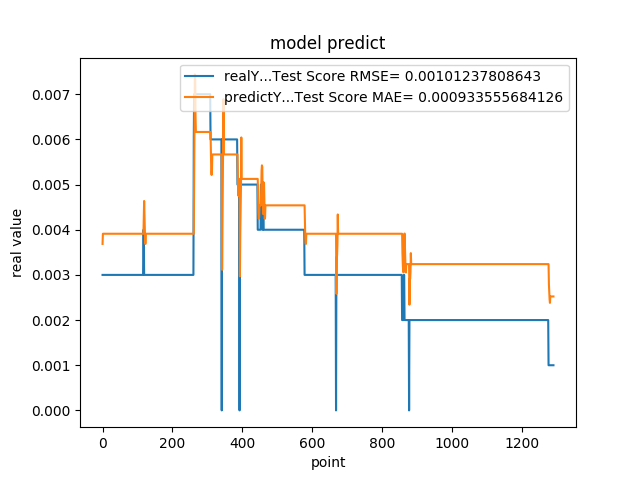 model predict
realY...Test Score RMSE= 0.00101237808643
predictY...Test Score MAE= 0.000933555684126
0.007
0.006
0.005
0.004
0.003
0.002
0.001
0.000
real value
0 200 400 600 800 1000 1200
point